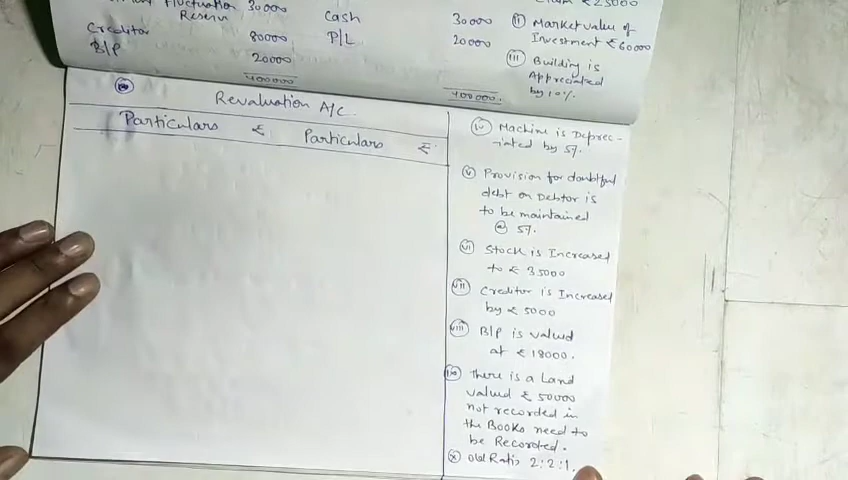 Fluctuation 30000
Reserve
Cash 30000
Creditor 80000
P/L 20000
B/P 20000
400000
400000.
₹ 25000
(ii) Market value of
Investment ₹ 60000
(iii) Building is
Appreciated
by 10%.
Revaluation A/C
Particulars ₹ Particulars ₹
(iv) Machine is Deprec-
iated by 5%.
(v) Provision for doubtful
debt on Debtor is
to be maintained
@ 5%.
(vi) Stock is Increased
to ₹ 35000
(vii) Creditor is Increased
by ₹ 5000
(viii) B/P is valued
at ₹ 18000.
(ix) There is a Land
valued ₹ 50000
not recorded in
the Books need to
be Recorded.
(x) Old Ratio 2:2:1.